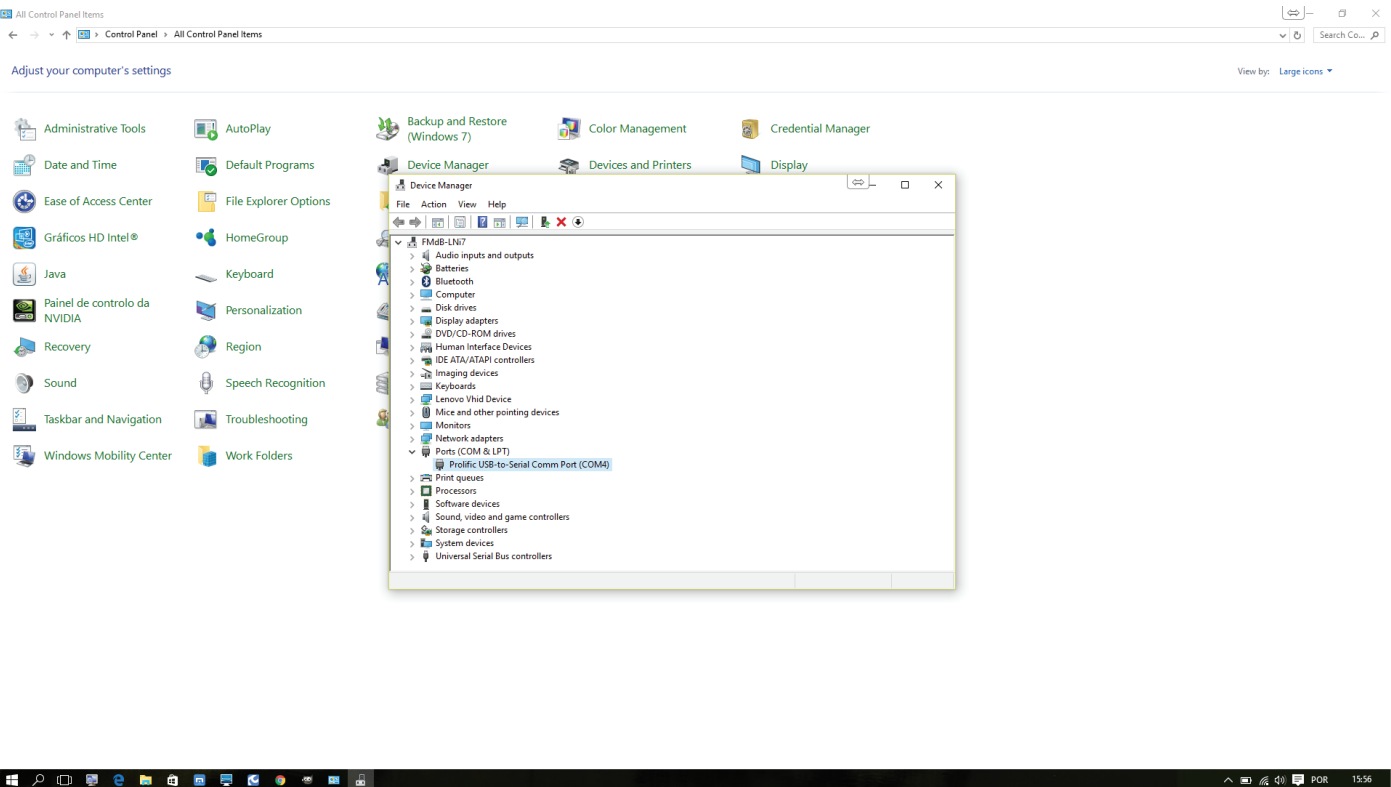 All Control Panel Items
Control Panel > All Control Panel Items
Search Co...
Adjust your computer's settings
View by: Large icons
Administrative Tools
AutoPlay
Backup and Restore
(Windows 7)
Color Management
Credential Manager
Date and Time
Default Programs
Device Manager
Devices and Printers
Display
Ease of Access Center
File Explorer Options
Gráficos HD Intel®
HomeGroup
Java
Keyboard
Painel de controlo da
NVIDIA
Personalization
Recovery
Region
Sound
Speech Recognition
Taskbar and Navigation
Troubleshooting
Windows Mobility Center
Work Folders
Device Manager
File Action View Help
FMdB-LNi7
Audio inputs and outputs
Batteries
Bluetooth
Computer
Disk drives
Display adapters
DVD/CD-ROM drives
Human Interface Devices
IDE ATA/ATAPI controllers
Imaging devices
Keyboards
Lenovo Vhid Device
Mice and other pointing devices
Monitors
Network adapters
Ports (COM & LPT)
Prolific USB-to-Serial Comm Port (COM4)
Print queues
Processors
Software devices
Sound, video and game controllers
Storage controllers
System devices
Universal Serial Bus controllers
POR 15:56